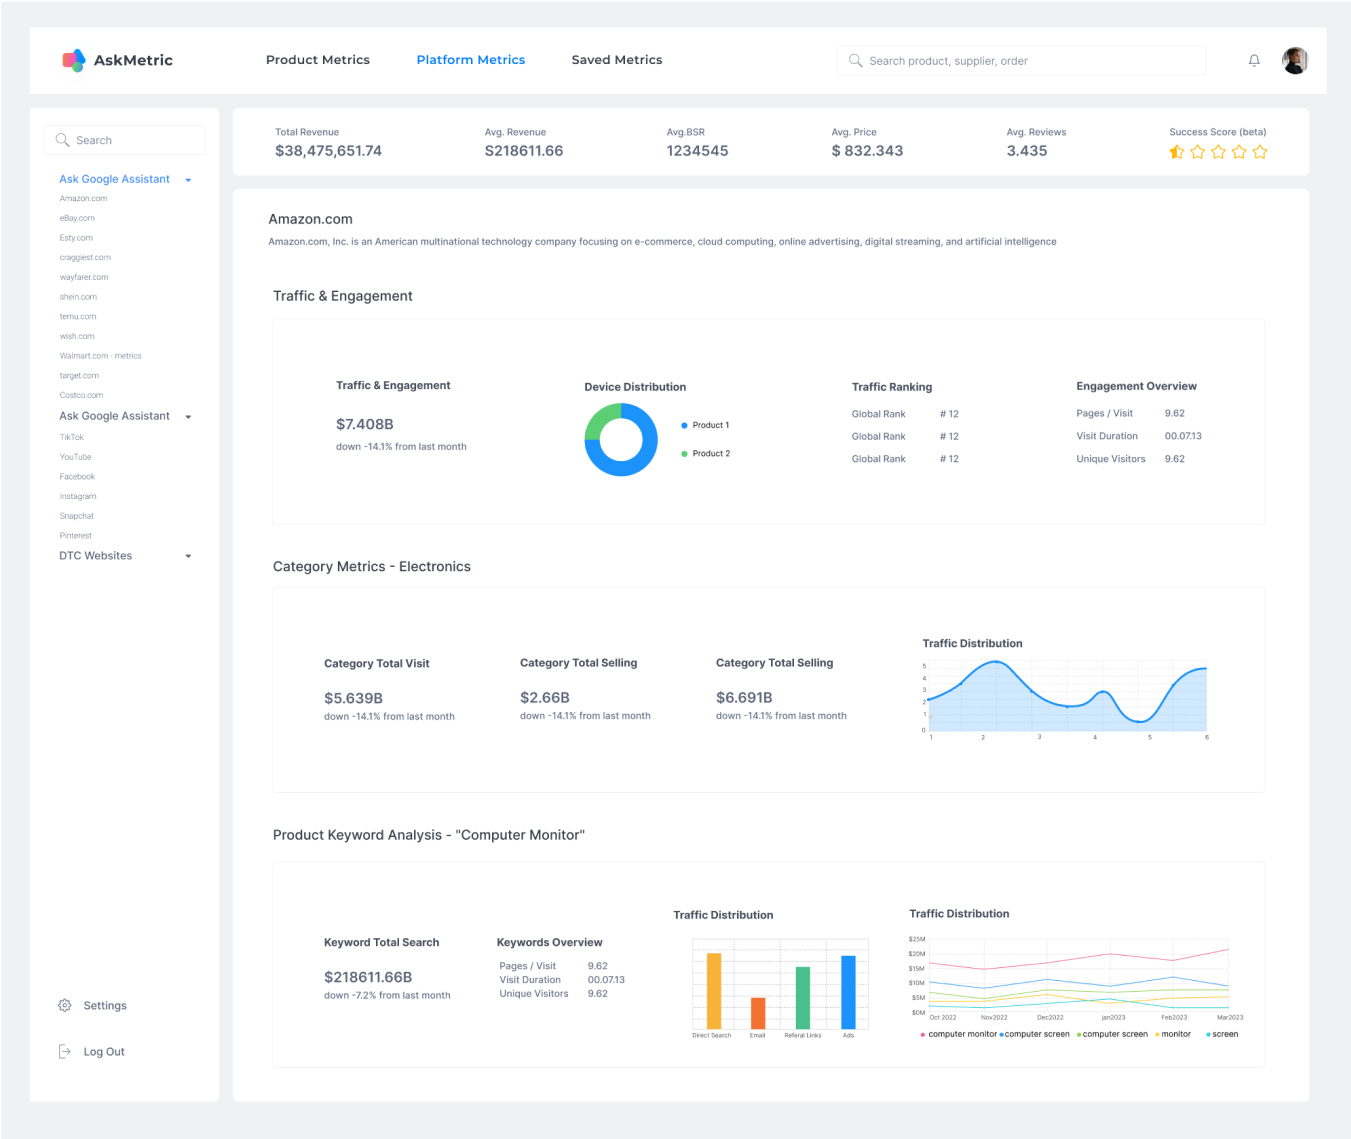 AskMetric
Product Metrics
Platform Metrics
Saved Metrics
Search product, supplier, order
Search
Ask Google Assistant
Amazon.com
eBay.com
Esty.com
craggiest.com
wayfarer.com
shein.com
temu.com
wish.com
Walmart.com - metrics
target.com
Costco.com
Ask Google Assistant
TikTok
YouTube
Facebook
Instagram
Snapchat
Pinterest
DTC Websites
Settings
Log Out
Total Revenue
$38,475,651.74
Avg. Revenue
S218611.66
Avg.BSR
1234545
Avg. Price
$ 832.343
Avg. Reviews
3.435
Success Score (beta)
Amazon.com
Amazon.com, Inc. is an American multinational technology company focusing on e-commerce, cloud computing, online advertising, digital streaming, and artificial intelligence
Traffic & Engagement
Traffic & Engagement
$7.408B
down -14.1% from last month
Device Distribution
Product 1
Product 2
Traffic Ranking
Global Rank # 12
Global Rank # 12
Global Rank # 12
Engagement Overview
Pages / Visit 9.62
Visit Duration 00.07.13
Unique Visitors 9.62
Category Metrics - Electronics
Category Total Visit
$5.639B
down -14.1% from last month
Category Total Selling
$2.66B
down -14.1% from last month
Category Total Selling
$6.691B
down -14.1% from last month
Traffic Distribution
5
4
3
2
1
0
1 2 3 4 5 6
Product Keyword Analysis - "Computer Monitor"
Keyword Total Search
$218611.66B
down -7.2% from last month
Keywords Overview
Pages / Visit 9.62
Visit Duration 00.07.13
Unique Visitors 9.62
Traffic Distribution
Direct Search Email Referal Links Ads
Traffic Distribution
$25M
$20M
$15M
$10M
$5M
$0M
Oct 2022 Nov2022 Dec2022 jan2023 Feb2023 Mar2023
computer monitor computer screen computer screen monitor screen